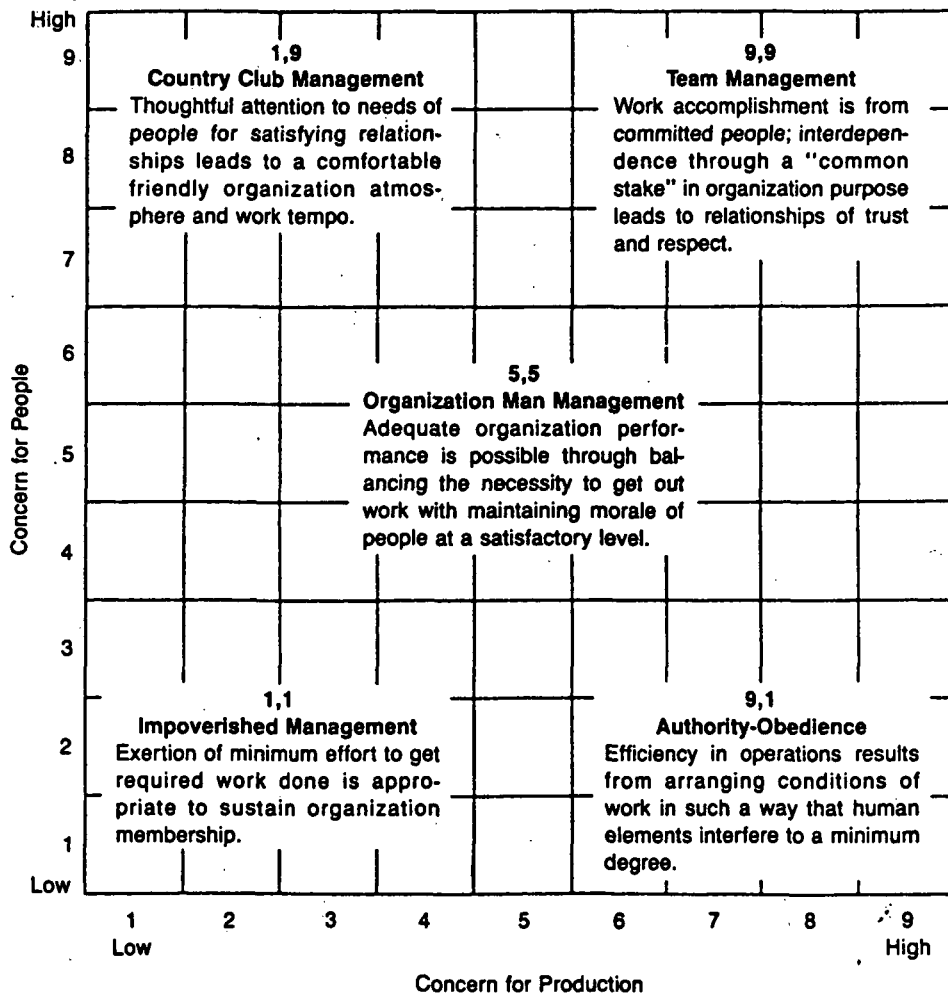 High
9
8
7
6
5
4
3
2
1
Low
Concern for People
1,9
Country Club Management
Thoughtful attention to needs of
people for satisfying relation-
ships leads to a comfortable
friendly organization atmos-
phere and work tempo.
9,9
Team Management
Work accomplishment is from
committed people; interdepen-
dence through a "common
stake" in organization purpose
leads to relationships of trust
and respect.
5,5
Organization Man Management
Adequate organization perfor-
mance is possible through bal-
ancing the necessity to get out
work with maintaining morale of
people at a satisfactory level.
1,1
Impoverished Management
Exertion of minimum effort to get
required work done is appro-
priate to sustain organization
membership.
9,1
Authority-Obedience
Efficiency in operations results
from arranging conditions of
work in such a way that human
elements interfere to a minimum
degree.
1 2 3 4 5 6 7 8 9
Low High
Concern for Production